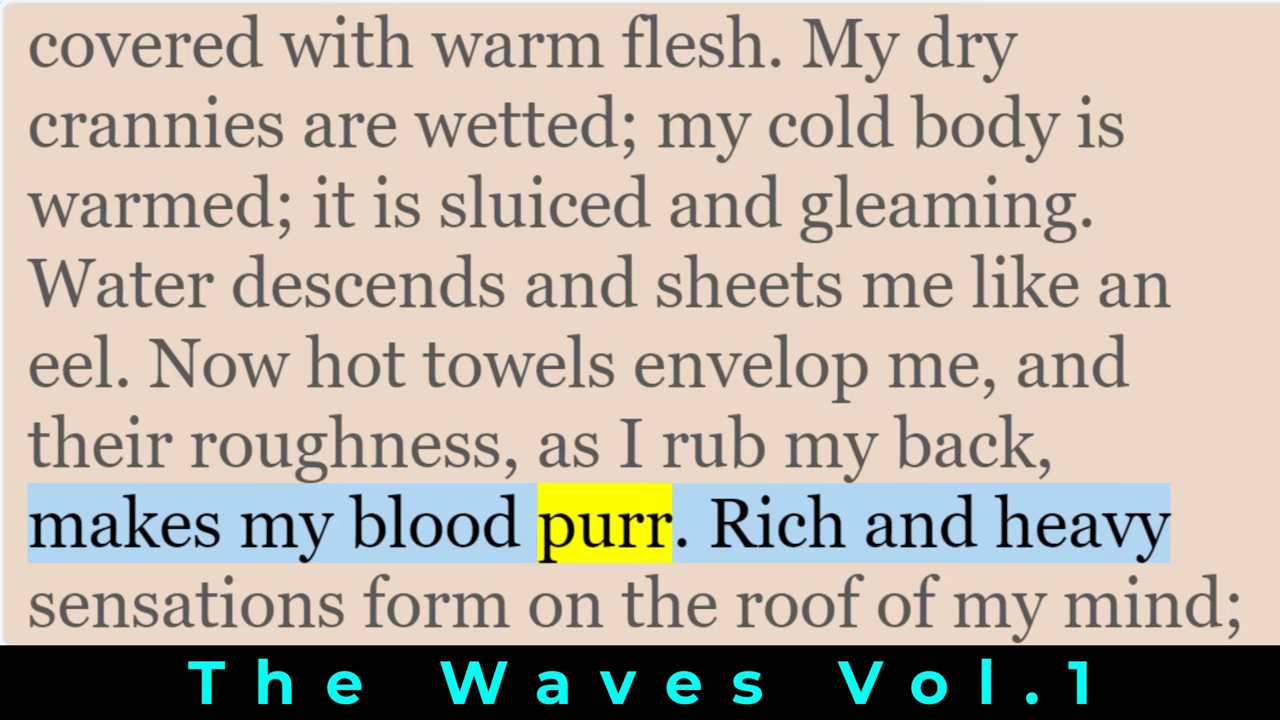 covered with warm flesh. My dry
crannies are wetted; my cold body is
warmed; it is sluiced and gleaming.
Water descends and sheets me like an
eel. Now hot towels envelop me, and
their roughness, as I rub my back,
makes my blood purr. Rich and heavy
sensations form on the roof of my mind;
The Waves Vol.1